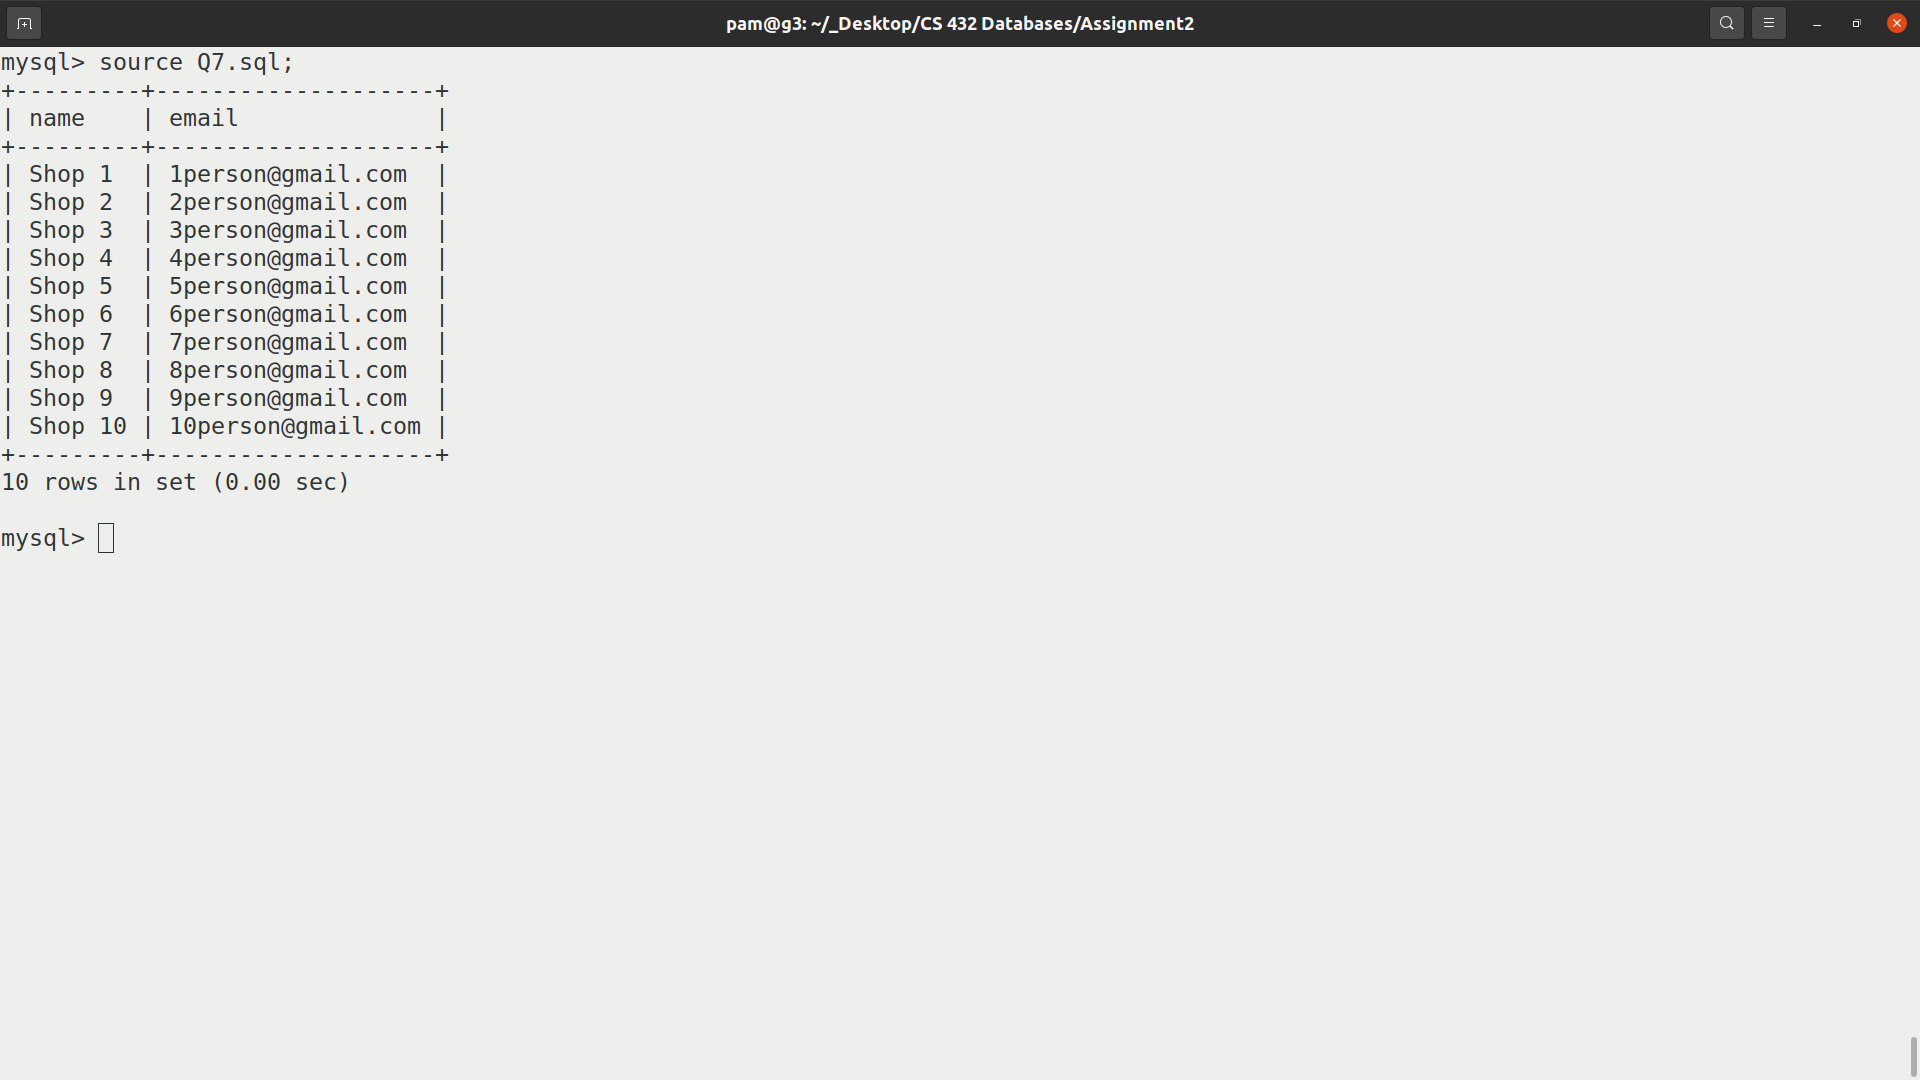 pam@g3: ~/_Desktop/CS 432 Databases/Assignment2
mysql> source Q7.sql;
+---------+--------------------+
| name    | email              |
+---------+--------------------+
| Shop 1  | 1person@gmail.com  |
| Shop 2  | 2person@gmail.com  |
| Shop 3  | 3person@gmail.com  |
| Shop 4  | 4person@gmail.com  |
| Shop 5  | 5person@gmail.com  |
| Shop 6  | 6person@gmail.com  |
| Shop 7  | 7person@gmail.com  |
| Shop 8  | 8person@gmail.com  |
| Shop 9  | 9person@gmail.com  |
| Shop 10 | 10person@gmail.com |
+---------+--------------------+
10 rows in set (0.00 sec)
mysql>